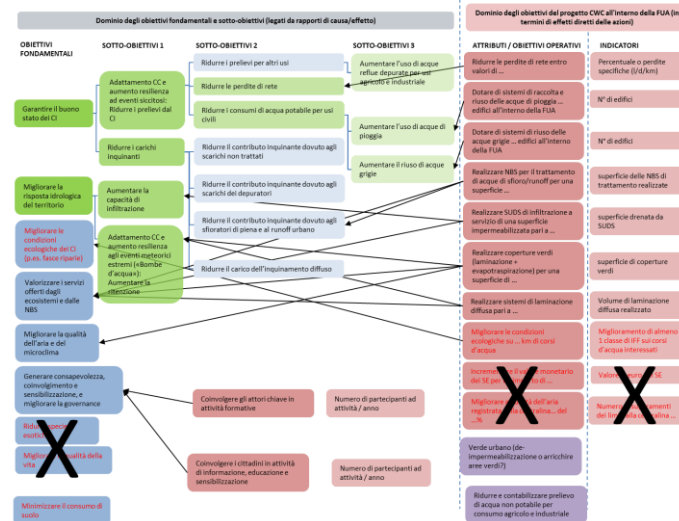 Dominio degli obiettivi fondamentali e sotto-obiettivi (legati da rapporti di causa/effetto)
Dominio degli obiettivi del progetto CWC all'interno della FUA (in
termini di effetti diretti delle azioni)
OBIETTIVI
FONDAMENTALI
SOTTO-OBIETTIVI 1
SOTTO-OBIETTIVI 2
SOTTO-OBIETTIVI 3
ATTRIBUTI / OBIETTIVI OPERATIVI
INDICATORI
Garantire il buono
stato dei CI
Migliorare la
risposta idrologica
del territorio
Migliorare le
condizioni
ecologiche dei CI
(p.es. fasce riparie)
Valorizzare i servizi
offerti dagli
ecosistemi e dalle
NBS
Migliorare la qualità
dell'aria e del
microclima
Generare consapevolezza,
coinvolgimento e
sensibilizzazione, e
migliorare la governance
esotich
vita
Minimizzare il consumo di
suolo
Adattamento CC e
aumento resilienza
ad eventi siccitosi:
Ridurre i prelievi dal
CI
Ridurre i carichi
inquinanti
Aumentare la
capacità di
infiltrazione
Adattamento CC e
aumento resilienza
agli eventi meteorici
estremi («Bombe
d'acqua»):
Aumentare la
ritenzione
Ridurre i prelievi per altri usi
Ridurre le perdite di rete
Ridurre i consumi di acqua potabile per usi
civili
Ridurre il contributo inquinante dovuto agli
scarichi non trattati
Ridurre il contributo inquinante dovuto agli
scarichi dei depuratori
Ridurre il contributo inquinante dovuto agli
sfioratori di piena e al runoff urbano
Ridurre il carico dell'inquinamento diffuso
Coinvolgere gli attori chiave in
attività formative
Coinvolgere i cittadini in attività
di informazione, educazione e
sensibilizzazione
Aumentare l'uso di acque
reflue depurate per usi
agricolo e industriale
Aumentare l'uso di acque di
pioggia
Aumentare il riuso di acque
grigie
Numero di partecipanti ad
attività / anno
Numero di partecipanti ad
attività / anno
Ridurre le perdite di rete entro
valori di ...
Dotare di sistemi di raccolta e
riuso delle acque di pioggia ...
edifici all'interno della FUA
Dotare di sistemi di riuso delle
acque grigie ... edifici all'interno
della FUA
Realizzare NBS per il trattamento
di acque di sfioro/runoff per una
superficie ...
Realizzare SUDS di infiltrazione a
servizio di una superficie
impermeabilizzata pari a ...
Realizzare coperture verdi
(laminazione +
evapotraspirazione) per una
superficie di ...
Realizzare sistemi di laminazione
diffusa pari a ...
Migliorare le condizioni
ecologiche su ... km di corsi
d'acqua
Verde urbano (de-
impermeabilizzazione o arricchire
aree verdi?)
Ridurre e contabilizzare prelievo
di acqua non potabile per
consumo agricolo e industriale
Percentuale o perdite
specifiche (l/d/km)
N° di edifici
N° di edifici
superficie delle NBS di
trattamento realizzate
superficie drenata da
SUDS
superficie di coperture
verdi
Volume di laminazione
diffusa realizzato
Miglioramento di almeno
1 classe di IFF sui corsi
d'acqua interessati